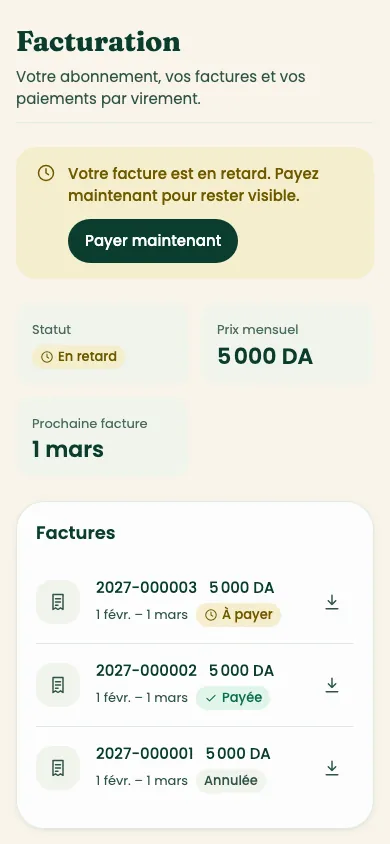 Facturation
Votre abonnement, vos factures et vos
paiements par virement.
Votre facture est en retard. Payez
maintenant pour rester visible.
Payer maintenant
Statut
En retard
Prix mensuel
5 000 DA
Prochaine facture
1 mars
Factures
2027-000003 5 000 DA
1 févr. – 1 mars À payer
2027-000002 5 000 DA
1 févr. – 1 mars Payée
2027-000001 5 000 DA
1 févr. – 1 mars Annulée